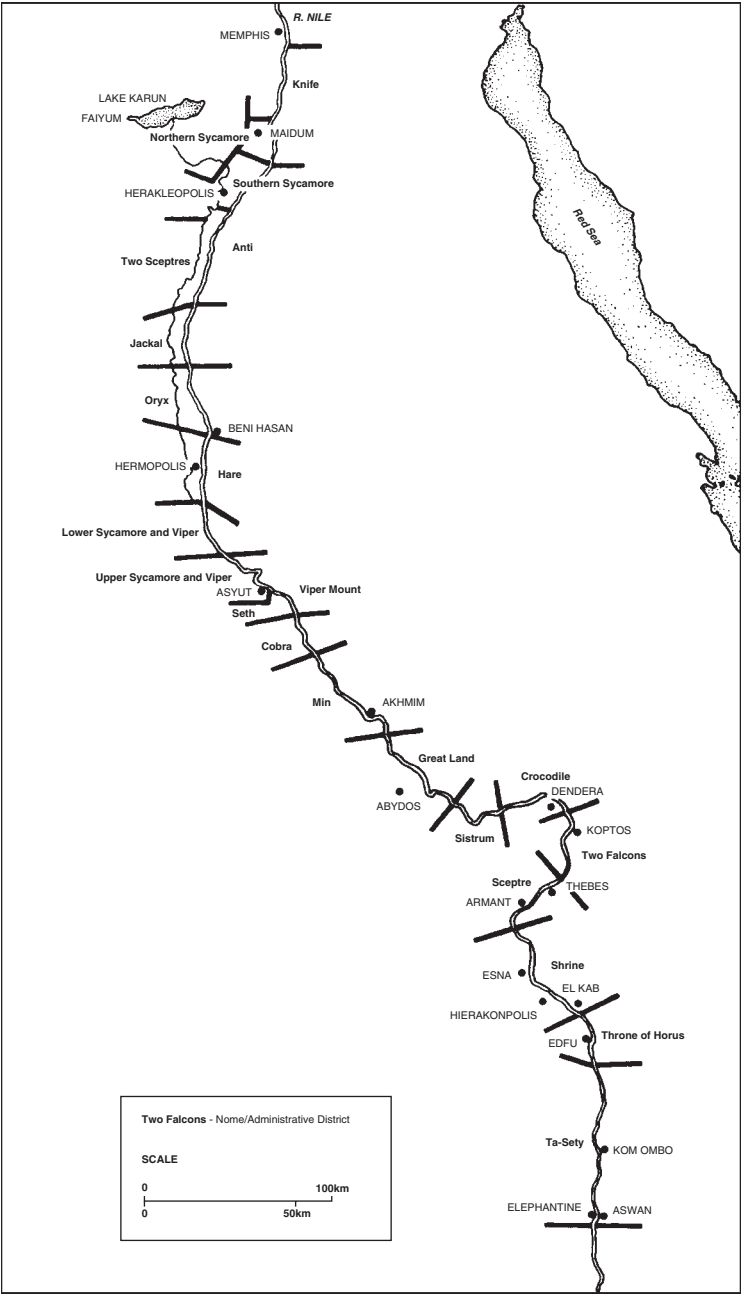 R. NILE
MEMPHIS
Knife
LAKE KARUN
FAIYUM
Northern Sycamore
MAIDUM
Southern Sycamore
HERAKLEOPOLIS
Red Sea
Anti
Two Sceptres
Jackal
Oryx
BENI HASAN
HERMOPOLIS
Hare
Lower Sycamore and Viper
Upper Sycamore and Viper
ASYUT
Viper Mount
Seth
Cobra
Min
AKHMIM
Great Land
Crocodile
DENDERA
ABYDOS
Sistrum
KOPTOS
Two Falcons
Sceptre
THEBES
ARMANT
Shrine
ESNA
EL KAB
HIERAKONPOLIS
Throne of Horus
EDFU
Two Falcons - Nome/Administrative District
SCALE
0 100km
0 50km
Ta-Sety
KOM OMBO
ELEPHANTINE
ASWAN